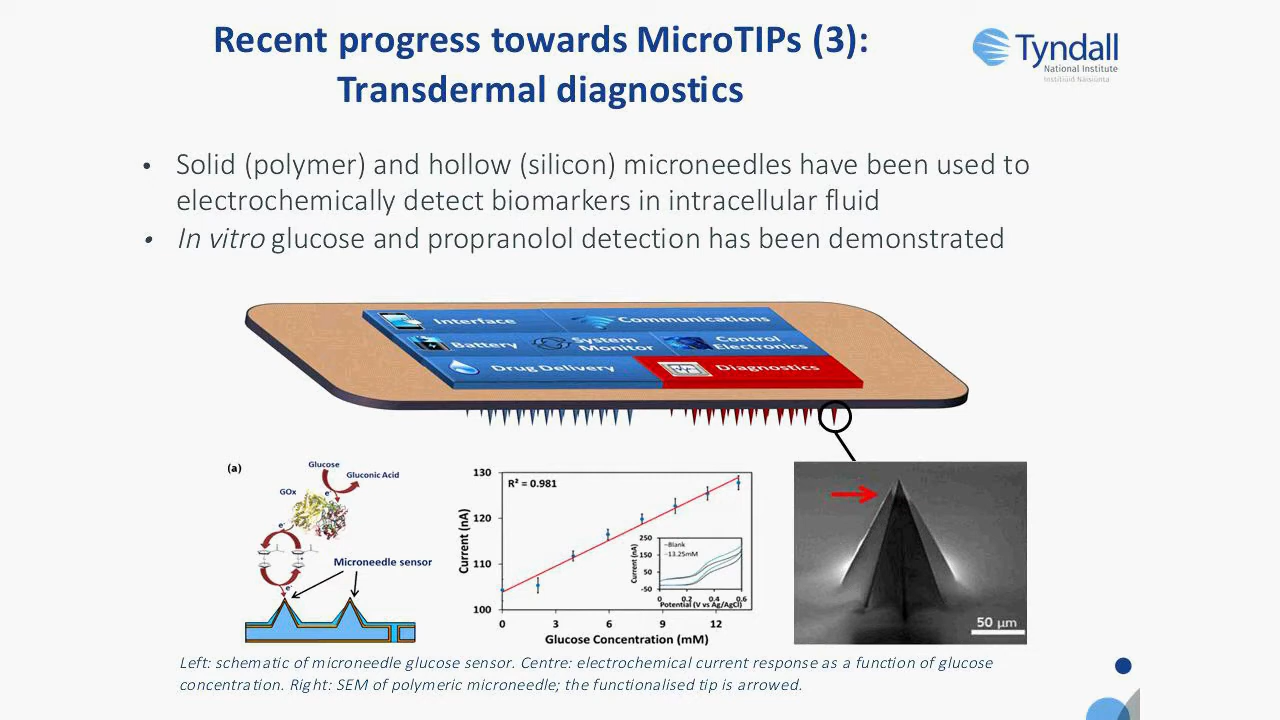 Recent progress towards MicroTIPs (3):
Transdermal diagnostics
Tyndall
National Institute
Institiúid Náisiúnta
• Solid (polymer) and hollow (silicon) microneedles have been used to
electrochemically detect biomarkers in intracellular fluid
• In vitro glucose and propranolol detection has been demonstrated
Interface
Communications
Battery
System
Monitor
Control
Electronics
Drug Delivery
Diagnostics
(a)
Glucose
Gluconic Acid
GOx
e-
e-
e-
Microneedle sensor
130
120
110
100
Current (nA)
R² = 0.981
250
150
50
-50
Current (nA)
–Blank
–13.25mM
0 0.2 0.4 0.6
Potential (V vs Ag/AgCl)
0 3 6 9 12
Glucose Concentration (mM)
50 µm
Left: schematic of microneedle glucose sensor. Centre: electrochemical current response as a function of glucose
concentration. Right: SEM of polymeric microneedle; the functionalised tip is arrowed.